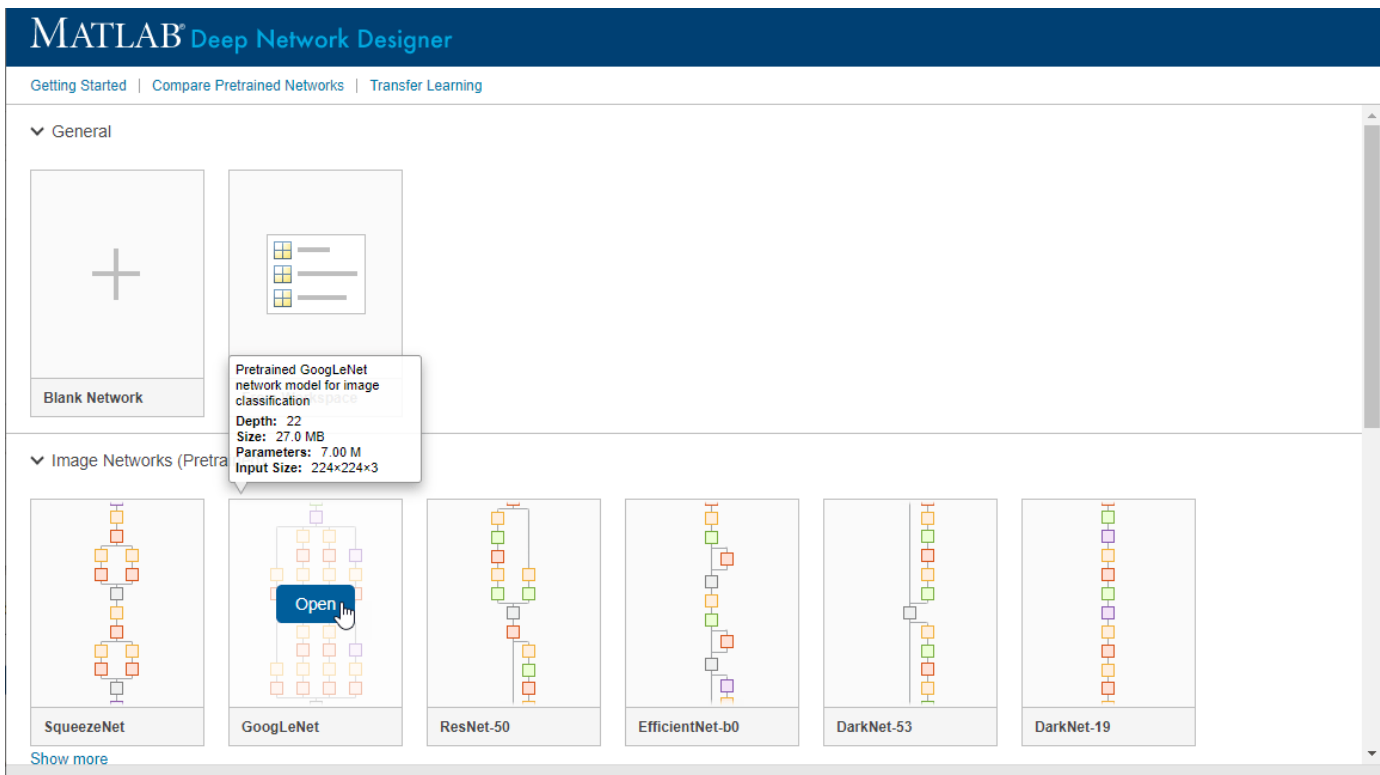 MATLAB® Deep Network Designer
Getting Started | Compare Pretrained Networks | Transfer Learning
General
Blank Network
Pretrained GoogLeNet
network model for image
classification
Depth: 22
Size: 27.0 MB
Parameters: 7.00 M
Input Size: 224×224×3
Image Networks (Pretra
Open
SqueezeNet
GoogLeNet
ResNet-50
EfficientNet-b0
DarkNet-53
DarkNet-19
Show more